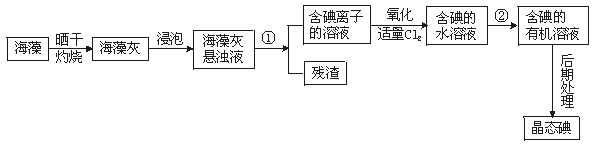 海藻
晒干
灼烧
海藻灰
浸泡
海藻灰
悬浊液
①
含碘离子
的溶液
残渣
氧化
适量Cl₂
含碘的
水溶液
②
含碘的
有机溶液
后期处理
晶态碘